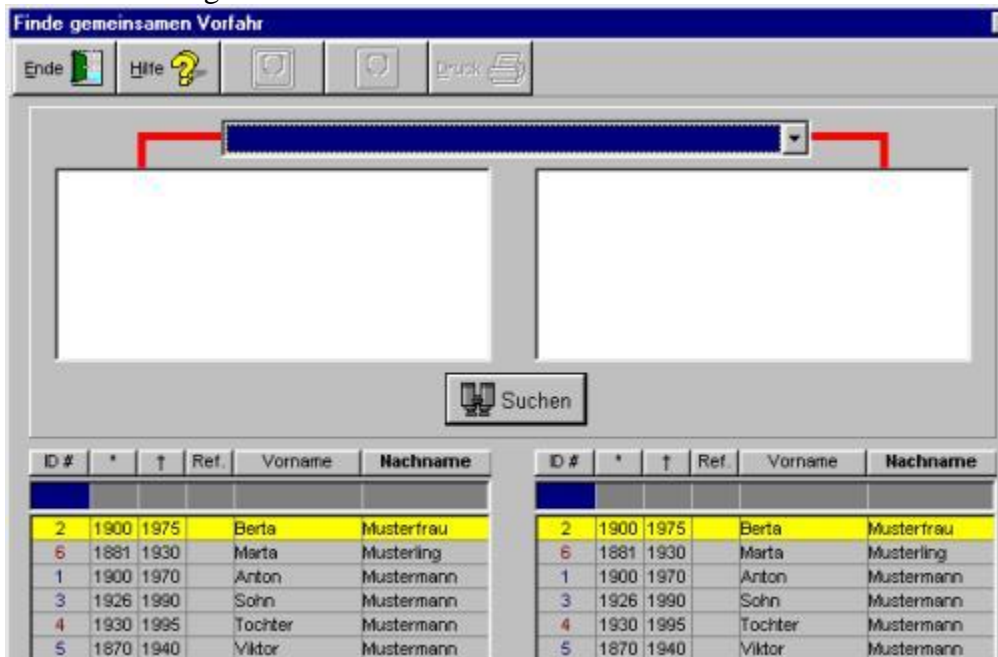 Finde gemeinsamen Vorfahr
Ende Hilfe Druck
Suchen
ID # * † Ref. Vorname Nachname ID # * † Ref. Vorname Nachname
2 1900 1975 Berta Musterfrau 2 1900 1975 Berta Musterfrau
6 1881 1930 Marta Musterling 6 1881 1930 Marta Musterling
1 1900 1970 Anton Mustermann 1 1900 1970 Anton Mustermann
3 1926 1990 Sohn Mustermann 3 1926 1990 Sohn Mustermann
4 1930 1995 Tochter Mustermann 4 1930 1995 Tochter Mustermann
5 1870 1940 Viktor Mustermann 5 1870 1940 Viktor Mustermann